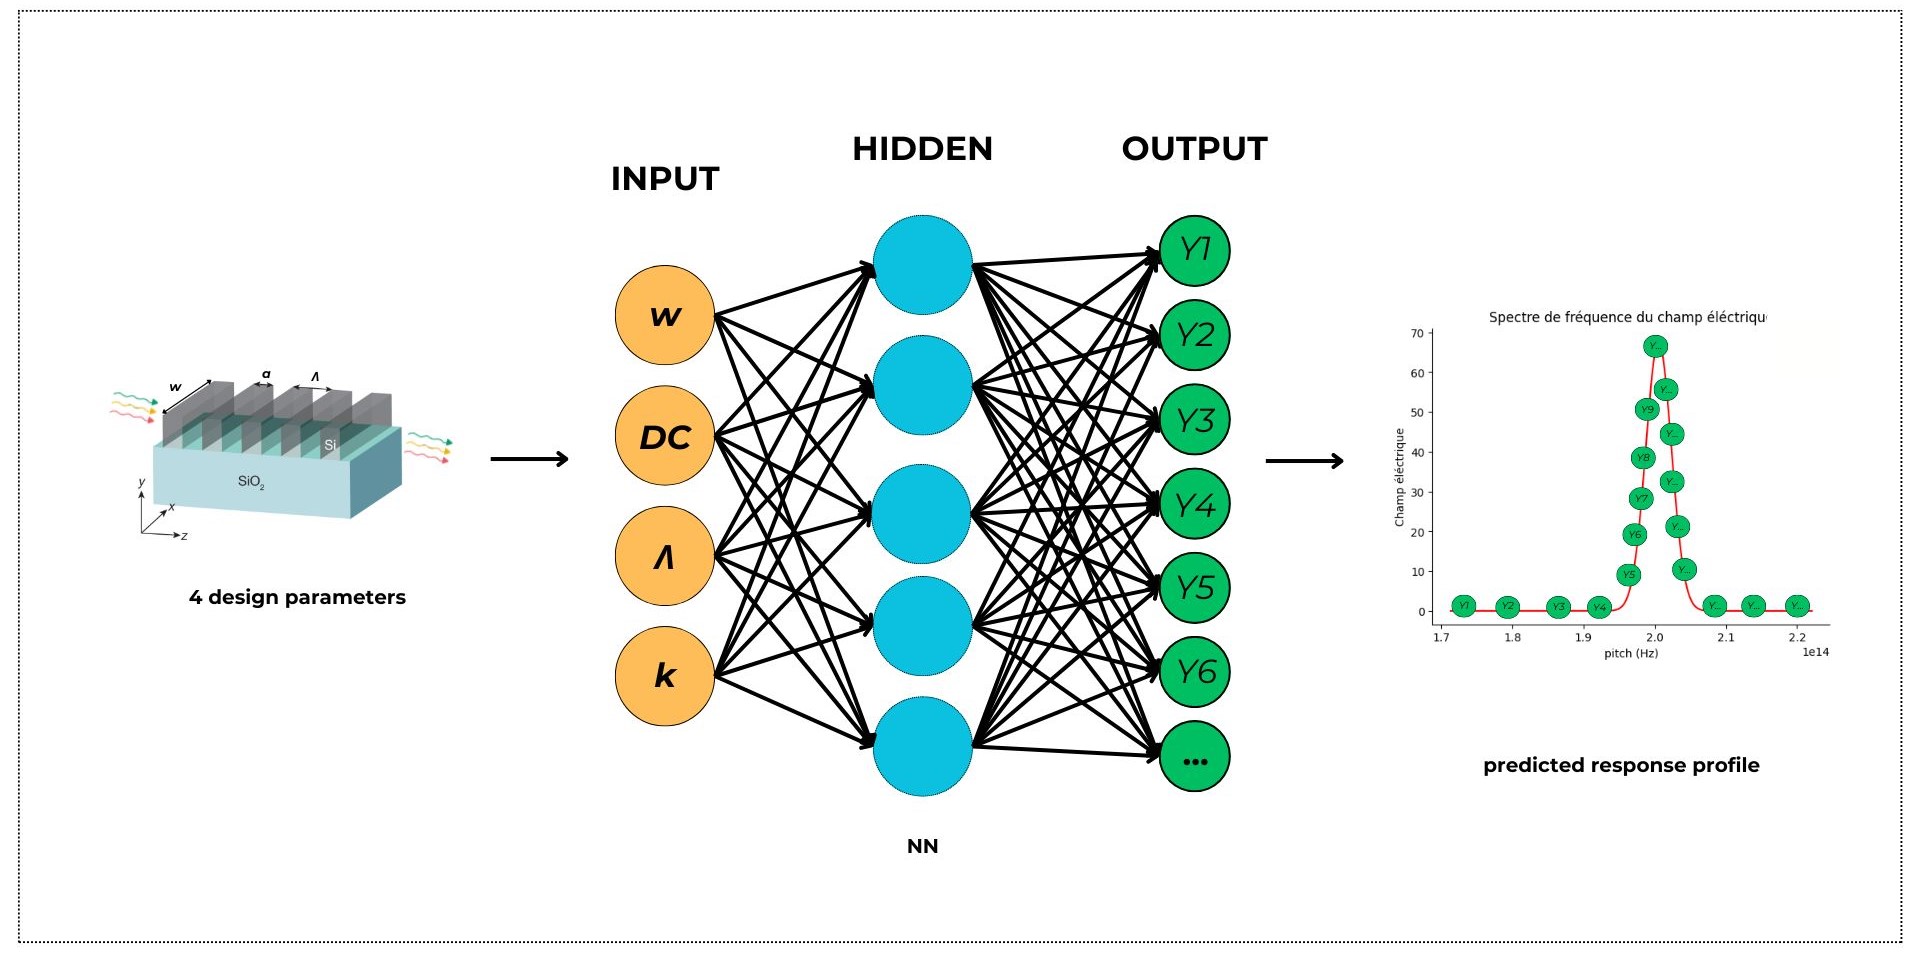 HIDDEN
OUTPUT
INPUT
w
DC
Λ
k
Y1
Y2
Y3
Y4
Y5
Y6
...
NN
w
a
Λ
Si
SiO2
y
x
z
4 design parameters
Spectre de fréquence du champ éléctriqu
Champ éléctrique
70
60
50
40
30
20
10
0
1.7
1.8
1.9
2.0
2.1
2.2
pitch (Hz)
1e14
Y1
Y2
Y3
Y4
Y5
Y6
Y7
Y8
Y9
Y...
Y...
Y...
Y...
Y...
Y...
Y...
Y...
Y...
predicted response profile